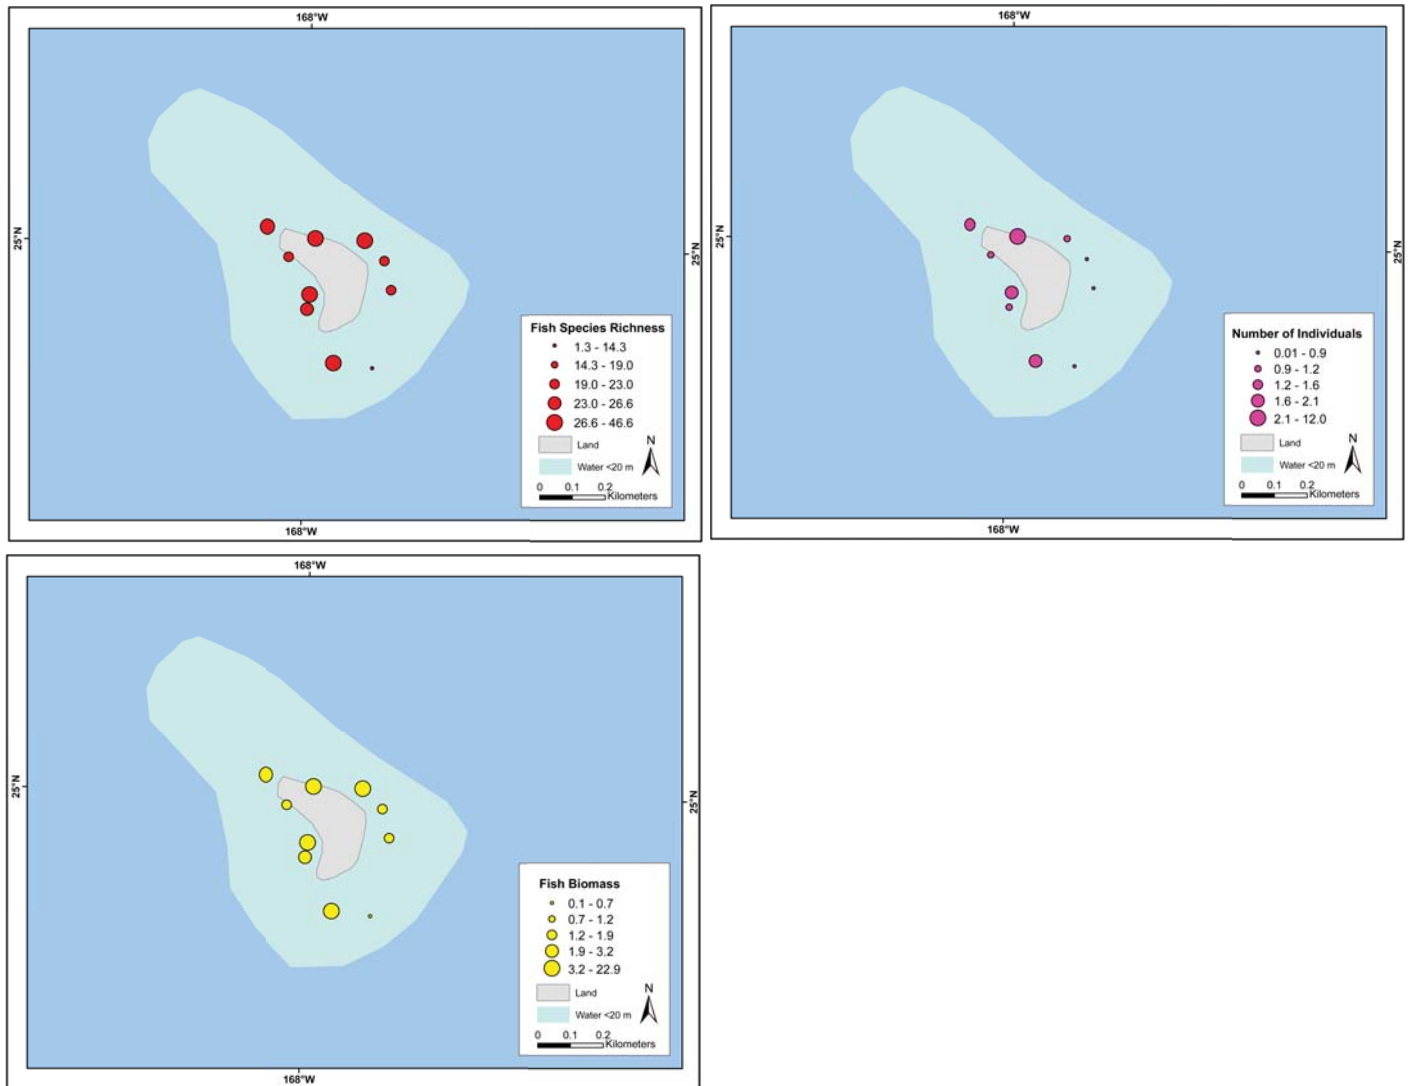 168°W
25°N
25°N
Fish Species Richness
1.3 - 14.3
14.3 - 19.0
19.0 - 23.0
23.0 - 26.6
26.6 - 46.6
Land
Water <20 m
N
0 0.1 0.2
Kilometers
168°W
168°W
25°N
25°N
Number of Individuals
0.01 - 0.9
0.9 - 1.2
1.2 - 1.6
1.6 - 2.1
2.1 - 12.0
Land
Water <20 m
N
0 0.1 0.2
Kilometers
168°W
168°W
25°N
25°N
Fish Biomass
0.1 - 0.7
0.7 - 1.2
1.2 - 1.9
1.9 - 3.2
3.2 - 22.9
Land
Water <20 m
N
0 0.1 0.2
Kilometers
168°W